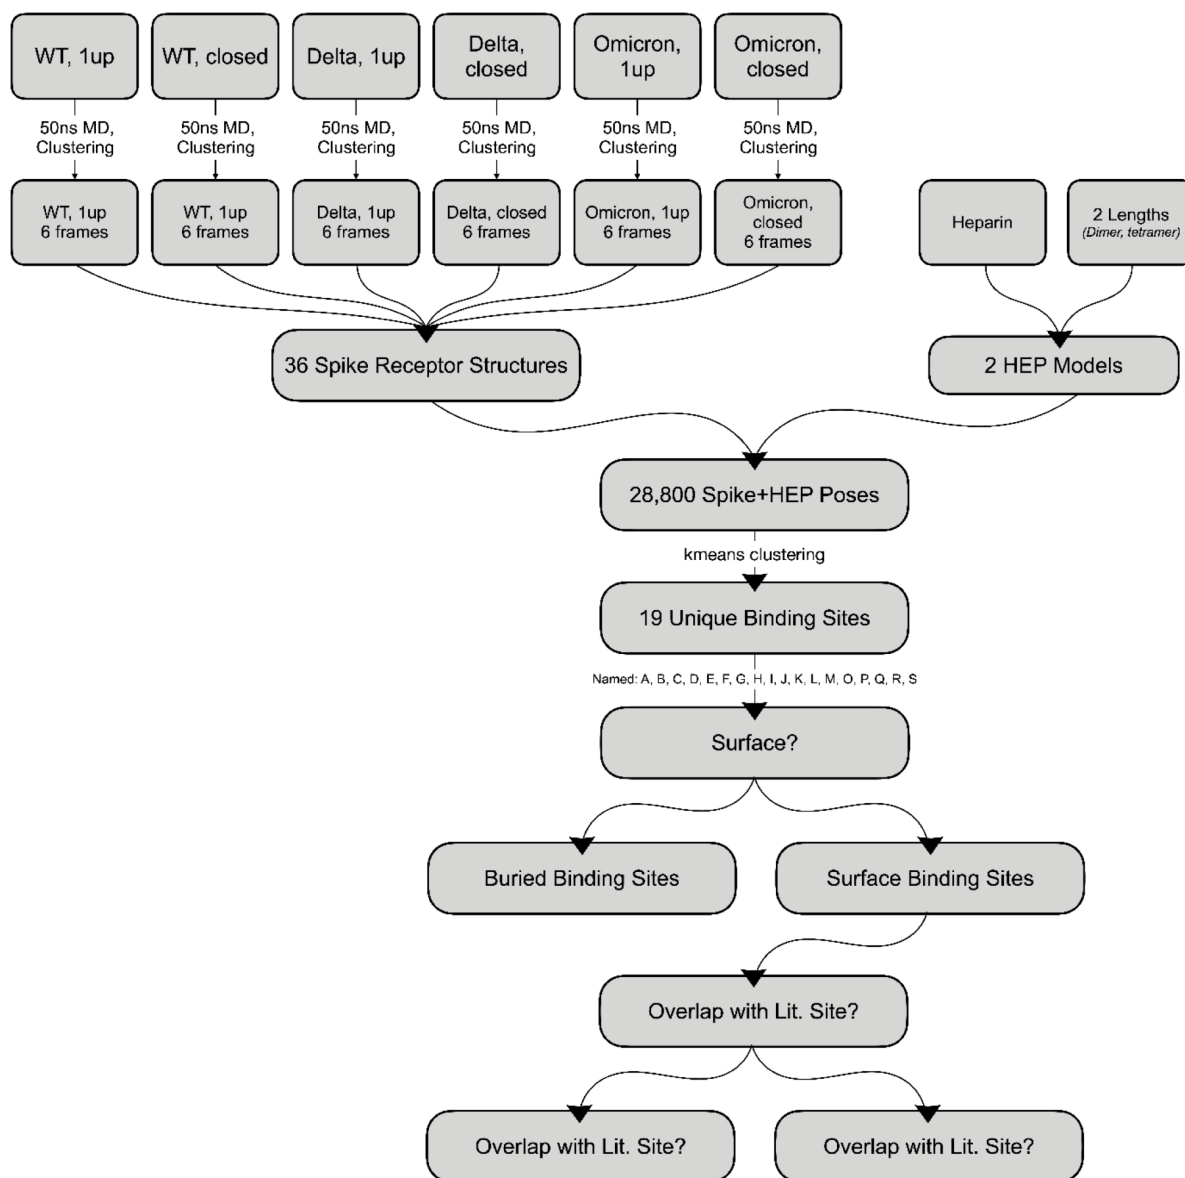 WT, 1up
WT, closed
Delta, 1up
Delta,
closed
Omicron,
1up
Omicron,
closed
50ns MD,
Clustering
50ns MD,
Clustering
50ns MD,
Clustering
50ns MD,
Clustering
50ns MD,
Clustering
50ns MD,
Clustering
WT, 1up
6 frames
WT, 1up
6 frames
Delta, 1up
6 frames
Delta, closed
6 frames
Omicron, 1up
6 frames
Omicron,
closed
6 frames
Heparin
2 Lengths
(Dimer, tetramer)
36 Spike Receptor Structures
2 HEP Models
28,800 Spike+HEP Poses
kmeans clustering
19 Unique Binding Sites
Named: A, B, C, D, E, F, G, H, I, J, K, L, M, O, P, Q, R, S
Surface?
Buried Binding Sites
Surface Binding Sites
Overlap with Lit. Site?
Overlap with Lit. Site?
Overlap with Lit. Site?